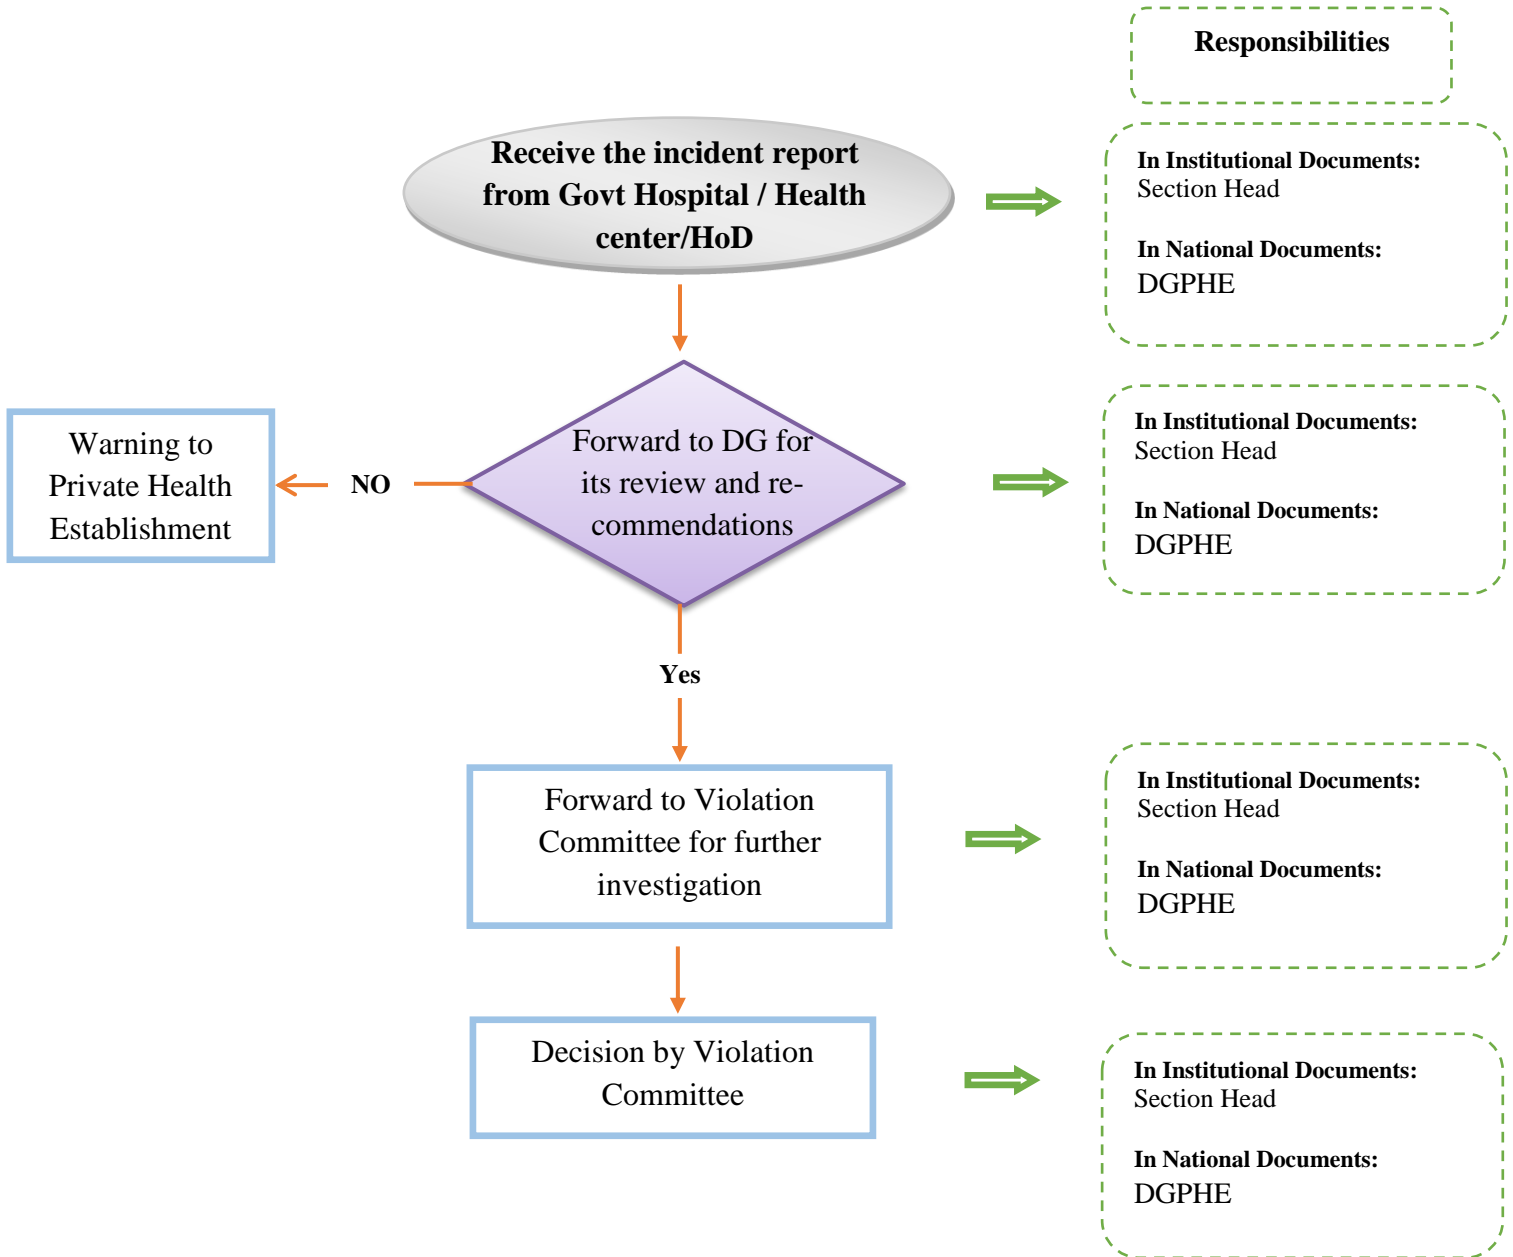 Responsibilities
Receive the incident report
from Govt Hospital / Health
center/HoD
In Institutional Documents:
Section Head
In National Documents:
DGPHE
Forward to DG for
its review and re-
commendations
NO
Warning to
Private Health
Establishment
In Institutional Documents:
Section Head
In National Documents:
DGPHE
Yes
Forward to Violation
Committee for further
investigation
In Institutional Documents:
Section Head
In National Documents:
DGPHE
Decision by Violation
Committee
In Institutional Documents:
Section Head
In National Documents:
DGPHE